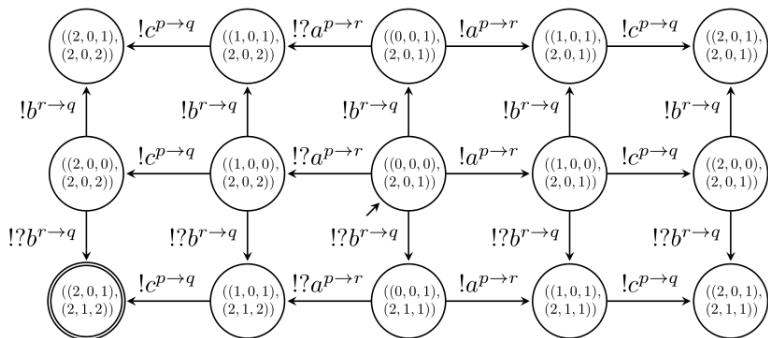 !c^{p→q} !?a^{p→r} !a^{p→r} !c^{p→q}
((2,0,1), ((1,0,1), ((0,0,1), ((1,0,1), ((2,0,1),
(2,0,2)) (2,0,2)) (2,0,1)) (2,0,1)) (2,0,1))
!b^{r→q} !b^{r→q} !b^{r→q} !b^{r→q} !b^{r→q}
!c^{p→q} !?a^{p→r} !a^{p→r} !c^{p→q}
((2,0,0), ((1,0,0), ((0,0,0), ((1,0,0), ((2,0,0),
(2,0,2)) (2,0,2)) (2,0,1)) (2,0,1)) (2,0,1))
!?b^{r→q} !?b^{r→q} !?b^{r→q} !?b^{r→q} !?b^{r→q}
!c^{p→q} !?a^{p→r} !a^{p→r} !c^{p→q}
((2,0,1), ((1,0,1), ((0,0,1), ((1,0,1), ((2,0,1),
(2,1,2)) (2,1,2)) (2,1,1)) (2,1,1)) (2,1,1))